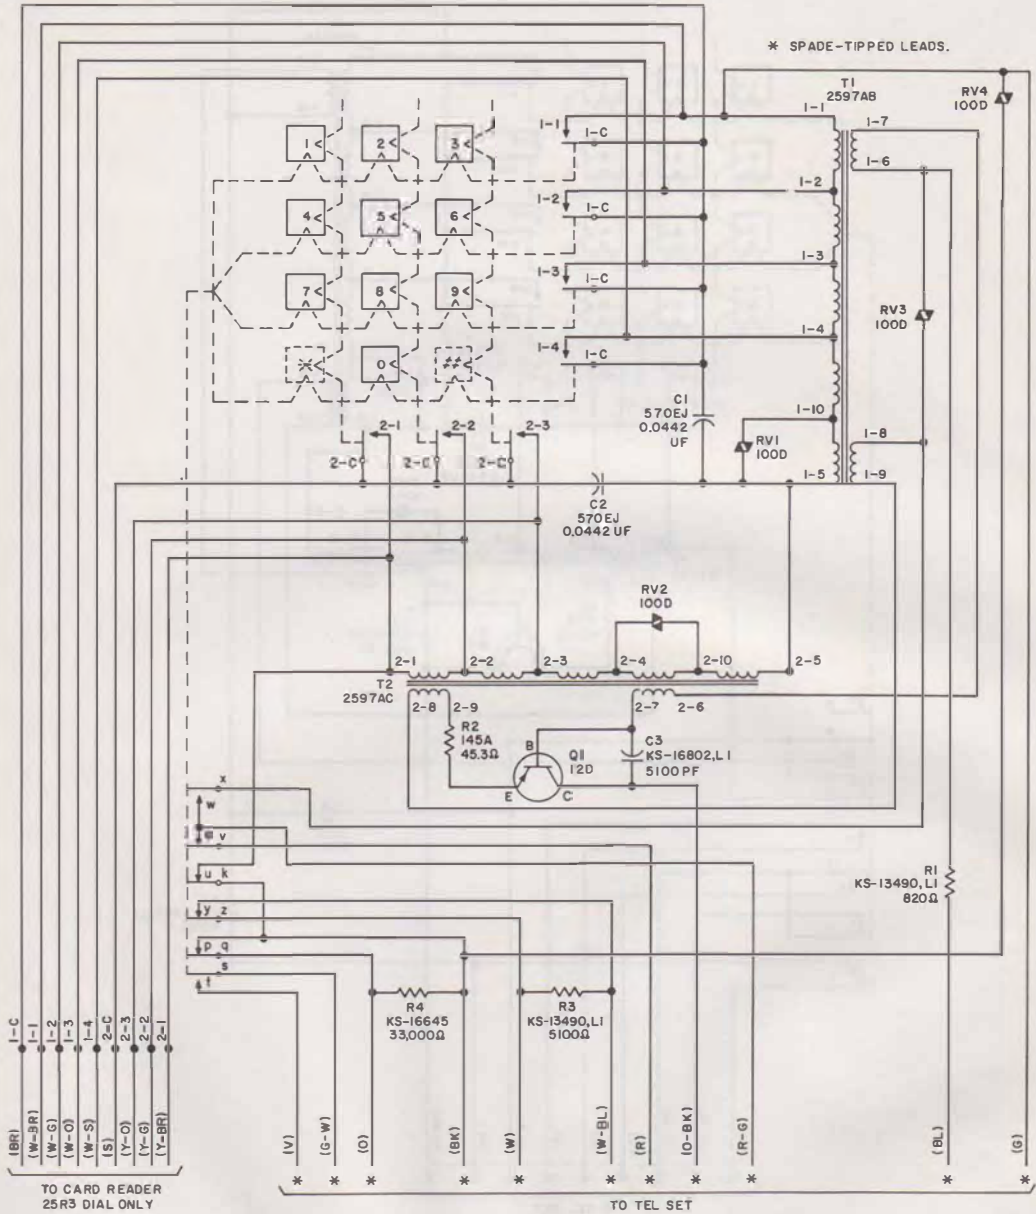 * SPADE-TIPPED LEADS.
T1
2597AB
RV4
100D
1-1
1-7
1-6
1-1
1-C
1 2 3
1-2
1-2
1-C
4 5 6
1-3
1-3
1-C
7 8 9
RV3
100D
1-4
1-4
1-C
* 0 #
C1
570EJ
0.0442
UF
1-10
RV1
100D
1-8
2-1 2-2 2-3
2-C 2-C 2-C
1-5 1-9
C2
570EJ
0.0442 UF
RV2
100D
2-1 2-2 2-3 2-4 2-10 2-5
T2
2597AC
2-8 2-9 2-7 2-6
R2
145A
45.3Ω
B
Q1
12D
E C
C3
KS-16802,L1
5100 PF
x
w
v
u k
y z
p q
s
t
R1
KS-13490, L1
820Ω
R4
KS-16645
33,000Ω
R3
KS-13490,L1
5100Ω
1-C 1-1 1-2 1-3 1-4 2-C 2-3 2-2 2-1
(BR) (W-BR) (W-G) (W-O) (W-S) (S) (Y-O) (Y-G) (Y-BR)
(V) (G-W) (O) (BK) (W) (W-BL) (R) (O-BK) (R-G) (BL) (G)
* * * * * * * * * * *
TO CARD READER
25R3 DIAL ONLY
TO TEL SET